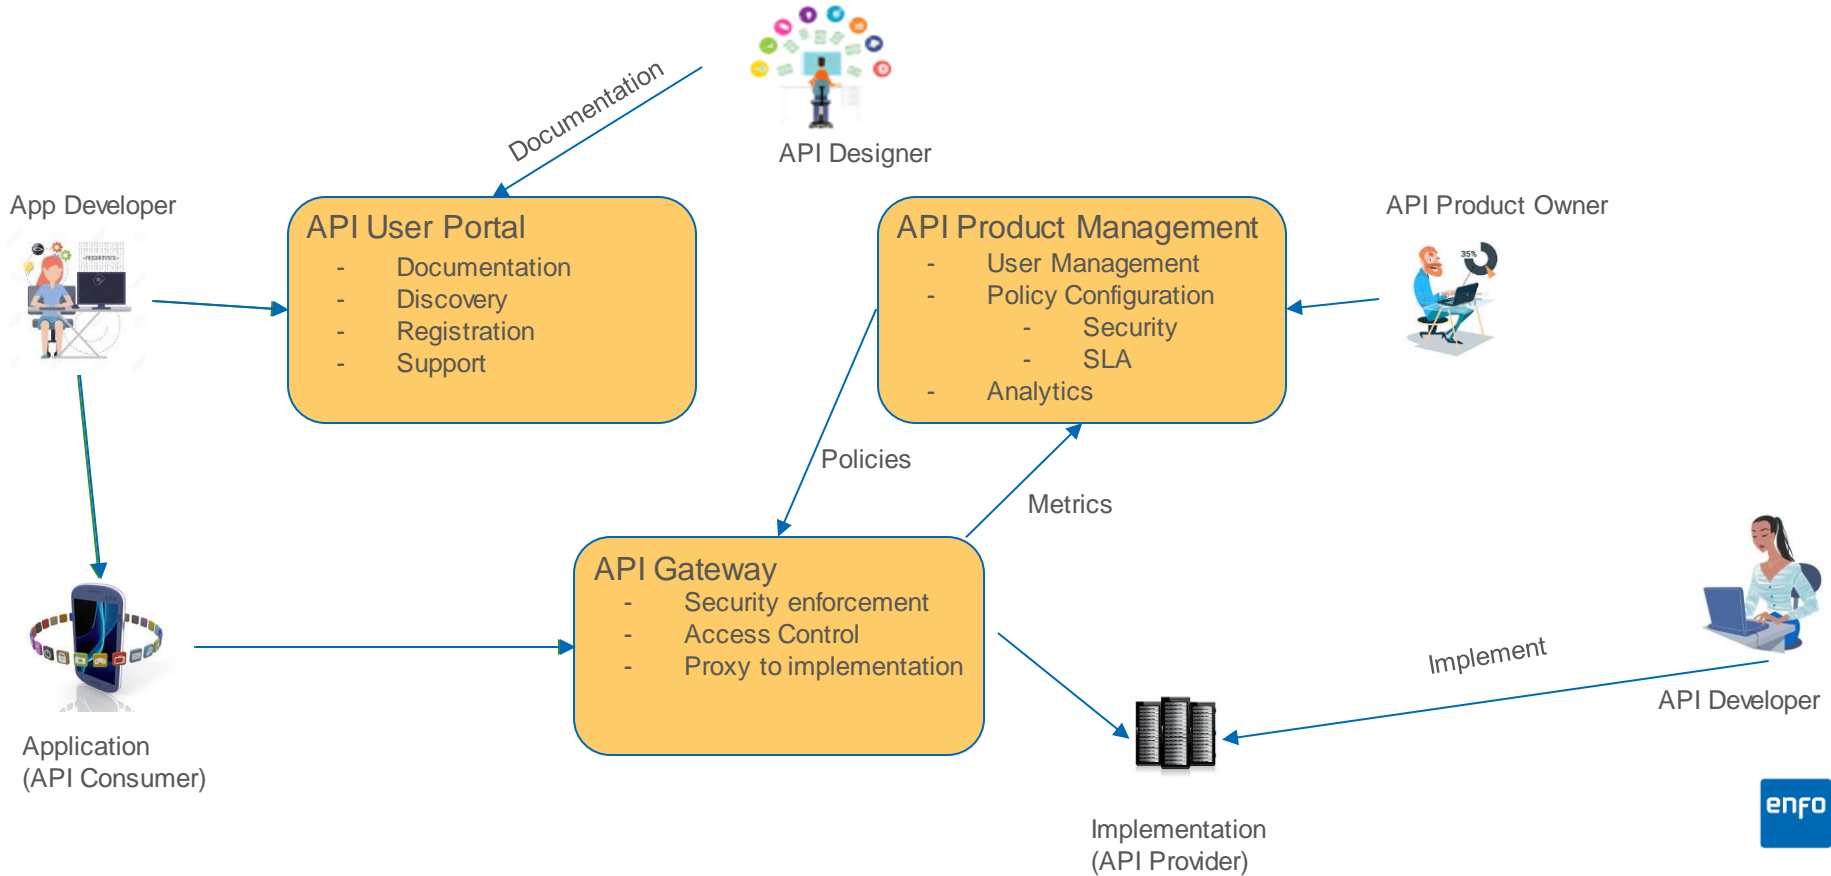 Documentation
API Designer
App Developer
API User Portal
- Documentation
- Discovery
- Registration
- Support
API Product Management
- User Management
- Policy Configuration
- Security
- SLA
- Analytics
API Product Owner
35%
Policies
Metrics
API Gateway
- Security enforcement
- Access Control
- Proxy to implementation
Implement
API Developer
Application
(API Consumer)
Implementation
(API Provider)
enfo